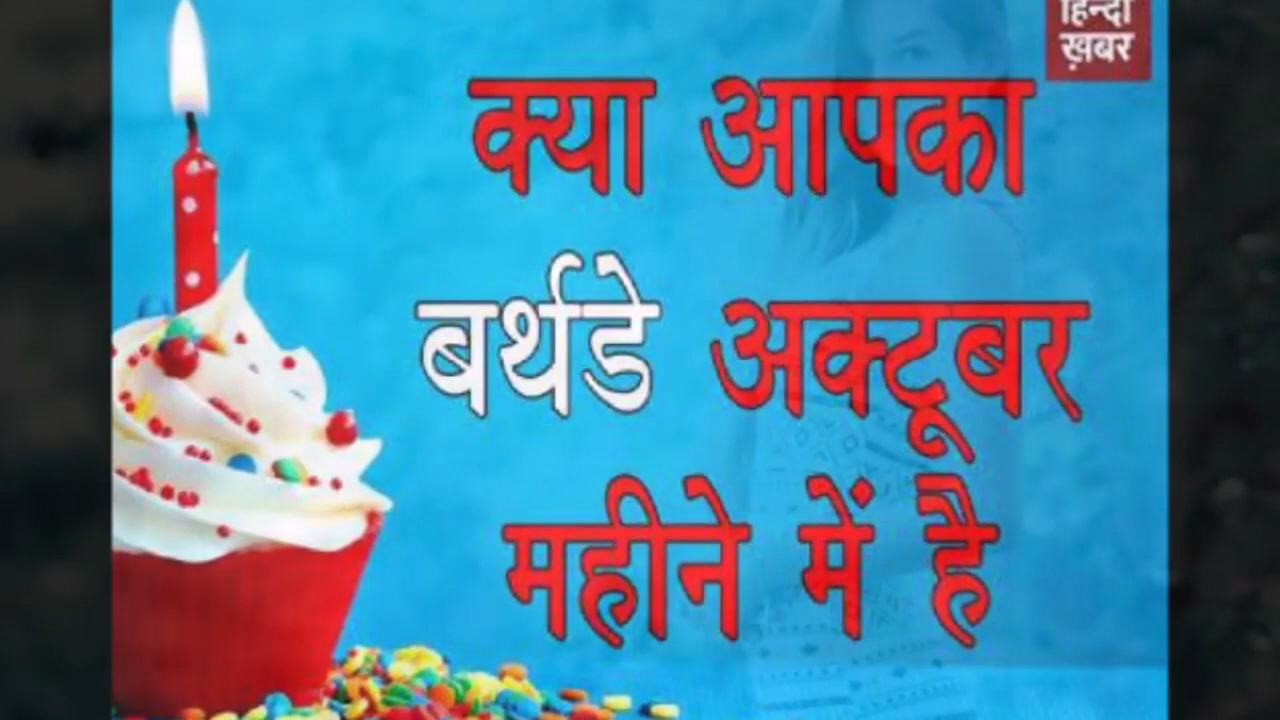 हिन्दी
ख़बर
क्या आपका
बर्थडे अक्टूबर
महीने में है